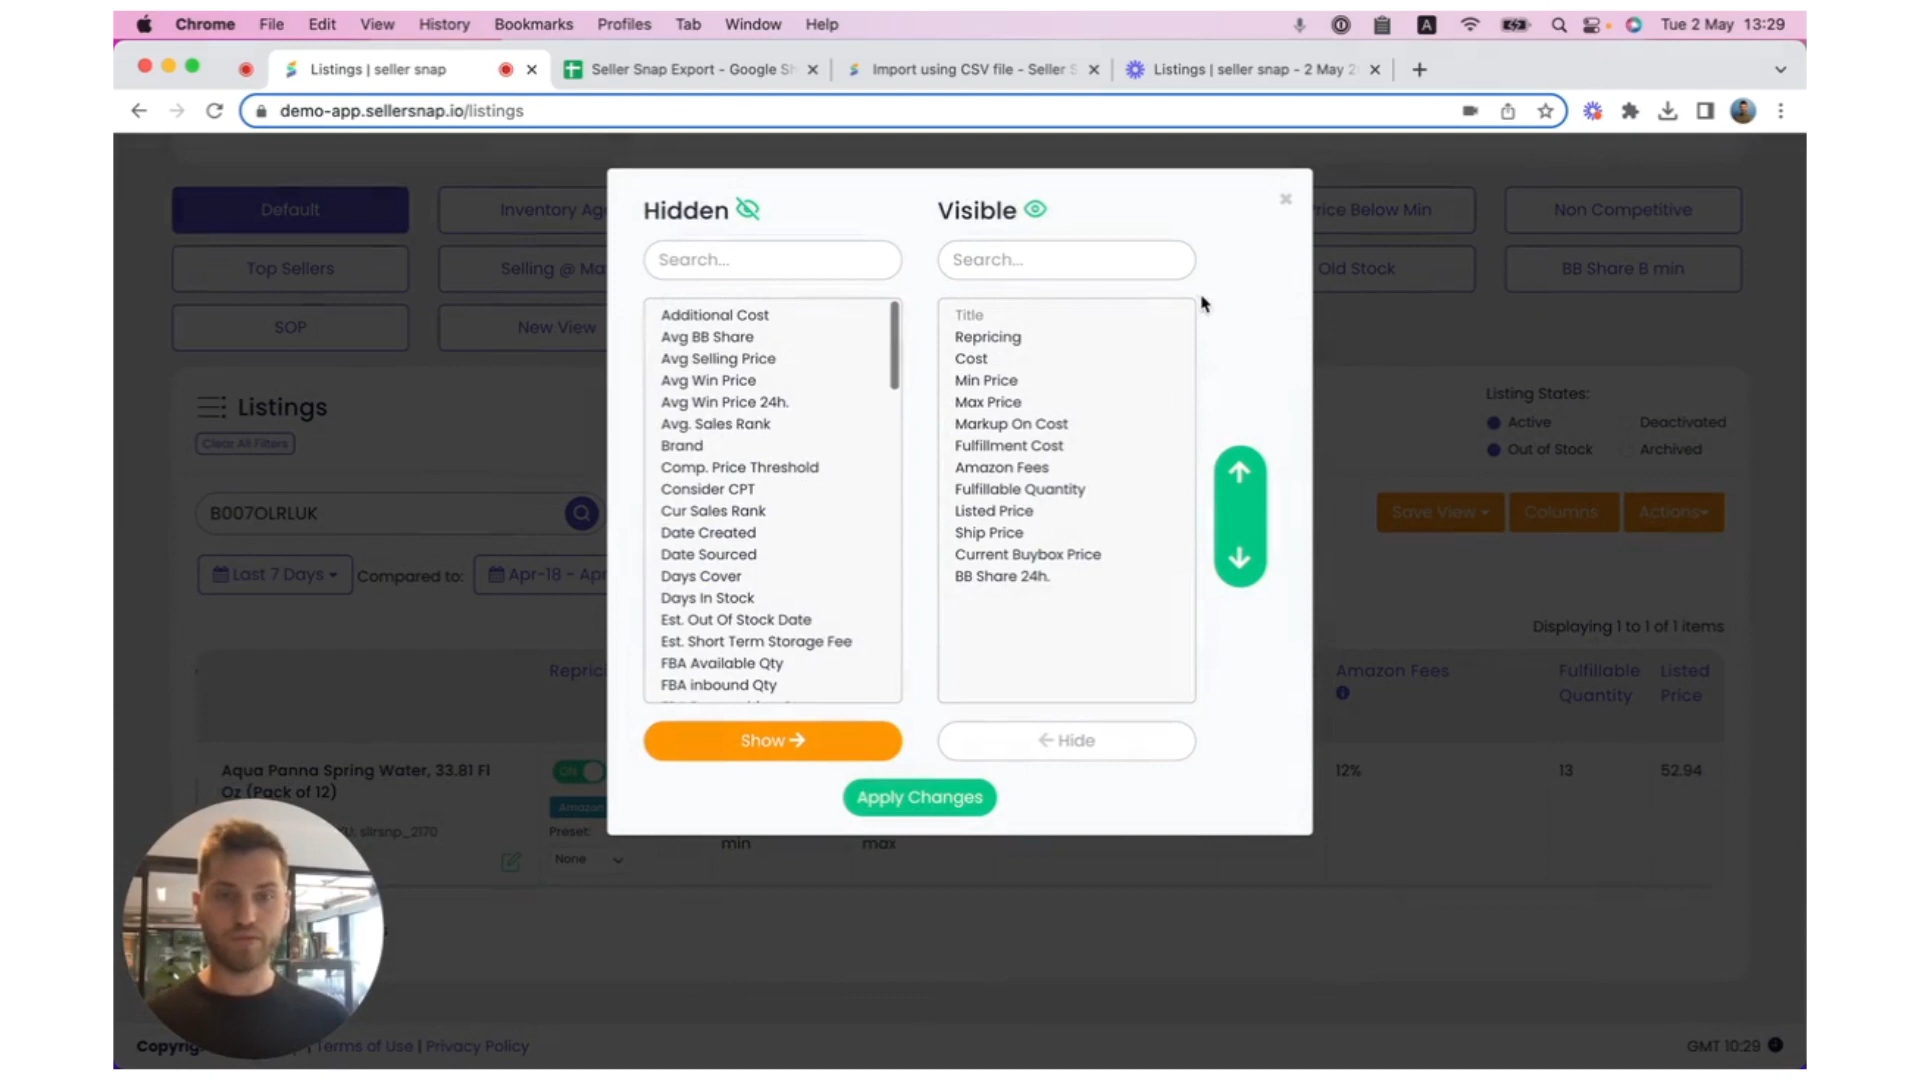 Chrome File Edit View History Bookmarks Profiles Tab Window Help
A
Tue 2 May 13:29
Listings | seller snap
Seller Snap Export - Google Sh
Import using CSV file - Seller S
Listings | seller snap - 2 May 2
demo-app.sellersnap.io/listings
Default
Inventory Age
Price Below Min
Non Competitive
Top Sellers
Selling @ Ma
Old Stock
BB Share B min
SOP
New View
Listings
Clear All Filters
Listing States:
Active
Deactivated
Out of Stock
Archived
B007OLRLUK
Save View
Columns
Actions
Last 7 Days
Compared to:
Apr-18 - Ap
Displaying 1 to 1 of 1 items
Repric
Amazon Fees
Fulfillable Quantity
Listed Price
Aqua Panna Spring Water, 33.81 Fl
Oz (Pack of 12)
slrsnp_2170
ON
Amazon
Preset:
None
min
max
12%
13
52.94
Hidden
Search...
Additional Cost
Avg BB Share
Avg Selling Price
Avg Win Price
Avg Win Price 24h.
Avg. Sales Rank
Brand
Comp. Price Threshold
Consider CPT
Cur Sales Rank
Date Created
Date Sourced
Days Cover
Days In Stock
Est. Out Of Stock Date
Est. Short Term Storage Fee
FBA Available Qty
FBA inbound Qty
Show
Visible
Search...
Title
Repricing
Cost
Min Price
Max Price
Markup On Cost
Fulfillment Cost
Amazon Fees
Fulfillable Quantity
Listed Price
Ship Price
Current Buybox Price
BB Share 24h.
Hide
Apply Changes
Copyrig
Terms of Use | Privacy Policy
GMT 10:29